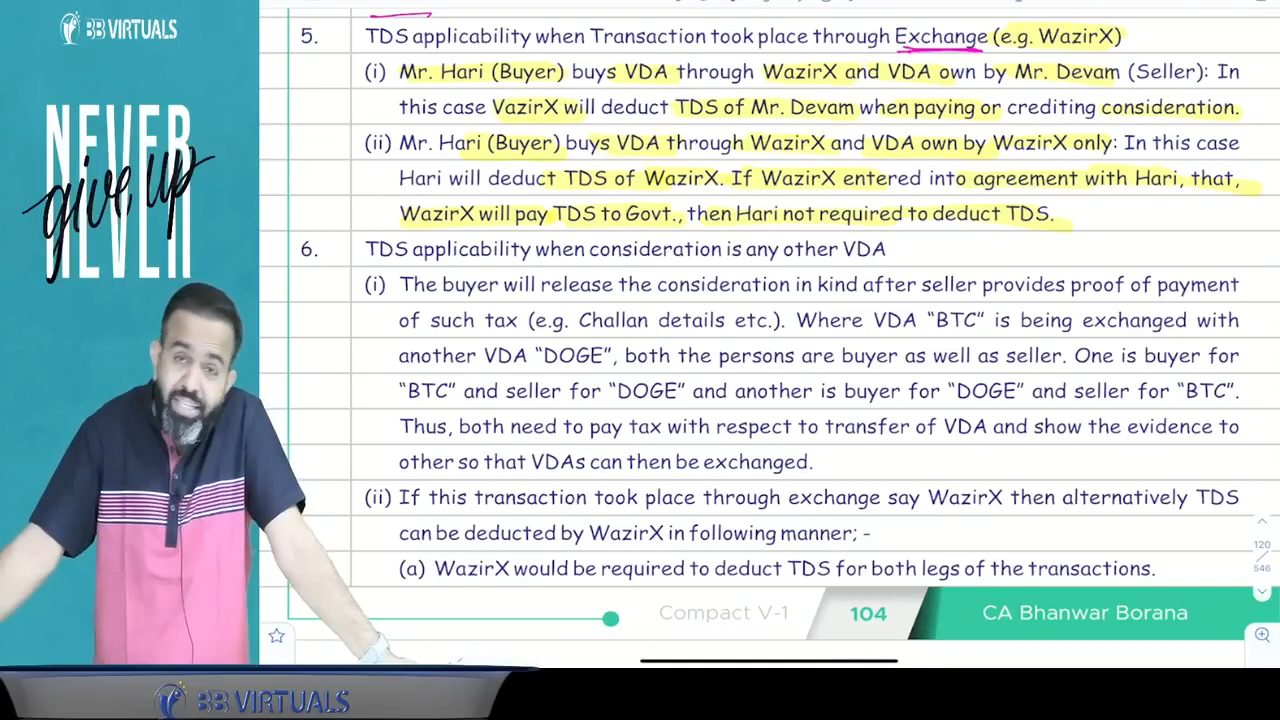 BB VIRTUALS
NEVER
give up
NEVER
5. TDS applicability when Transaction took place through Exchange (e.g. WazirX)
(i) Mr. Hari (Buyer) buys VDA through WazirX and VDA own by Mr. Devam (Seller): In
this case VazirX will deduct TDS of Mr. Devam when paying or crediting consideration.
(ii) Mr. Hari (Buyer) buys VDA through WazirX and VDA own by WazirX only: In this case
Hari will deduct TDS of WazirX. If WazirX entered into agreement with Hari, that,
WazirX will pay TDS to Govt., then Hari not required to deduct TDS.
6. TDS applicability when consideration is any other VDA
(i) The buyer will release the consideration in kind after seller provides proof of payment
of such tax (e.g. Challan details etc.). Where VDA “BTC” is being exchanged with
another VDA “DOGE”, both the persons are buyer as well as seller. One is buyer for
“BTC” and seller for “DOGE” and another is buyer for “DOGE” and seller for “BTC”.
Thus, both need to pay tax with respect to transfer of VDA and show the evidence to
other so that VDAs can then be exchanged.
(ii) If this transaction took place through exchange say WazirX then alternatively TDS
can be deducted by WazirX in following manner; -
(a) WazirX would be required to deduct TDS for both legs of the transactions.
120
546
Compact V-1 104 CA Bhanwar Borana
BB VIRTUALS